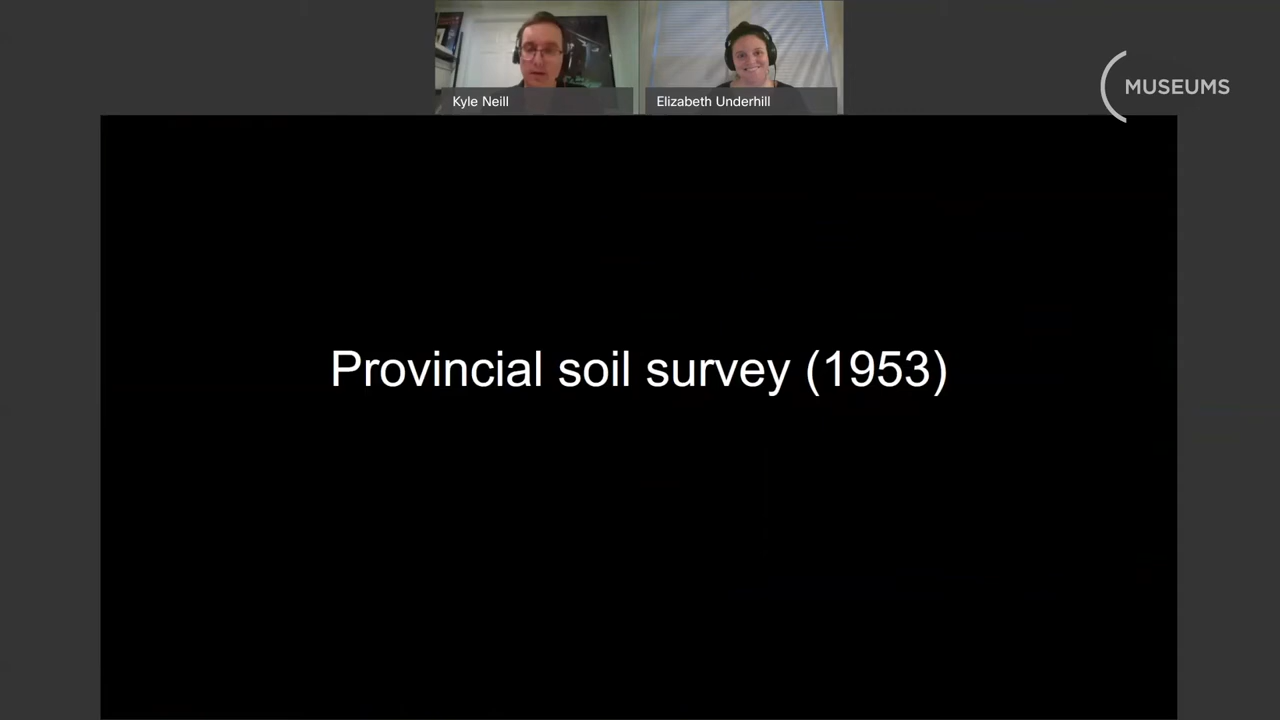 Kyle Neill
Elizabeth Underhill
MUSEUMS
Provincial soil survey (1953)